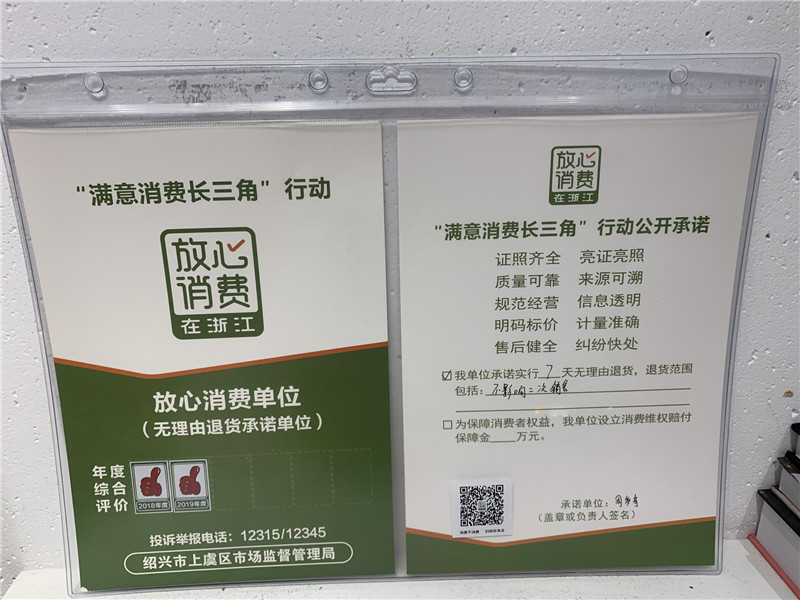 “满意消费长三角”行动
放心
消费
在浙江
放心消费单位
（无理由退货承诺单位）
年度
综合
评价
2018年度 2019年度
投诉举报电话：12315/12345
绍兴市上虞区市场监督管理局
放心
消费
在浙江
“满意消费长三角”行动公开承诺
证照齐全 亮证亮照
质量可靠 来源可溯
规范经营 信息透明
明码标价 计量准确
售后健全 纠纷快处
☑我单位承诺实行7天无理由退货，退货范围
包括：不影响二次销售
□为保障消费者权益，我单位设立消费维权赔付
保障金____万元。
承诺单位：
（盖章或负责人签名）